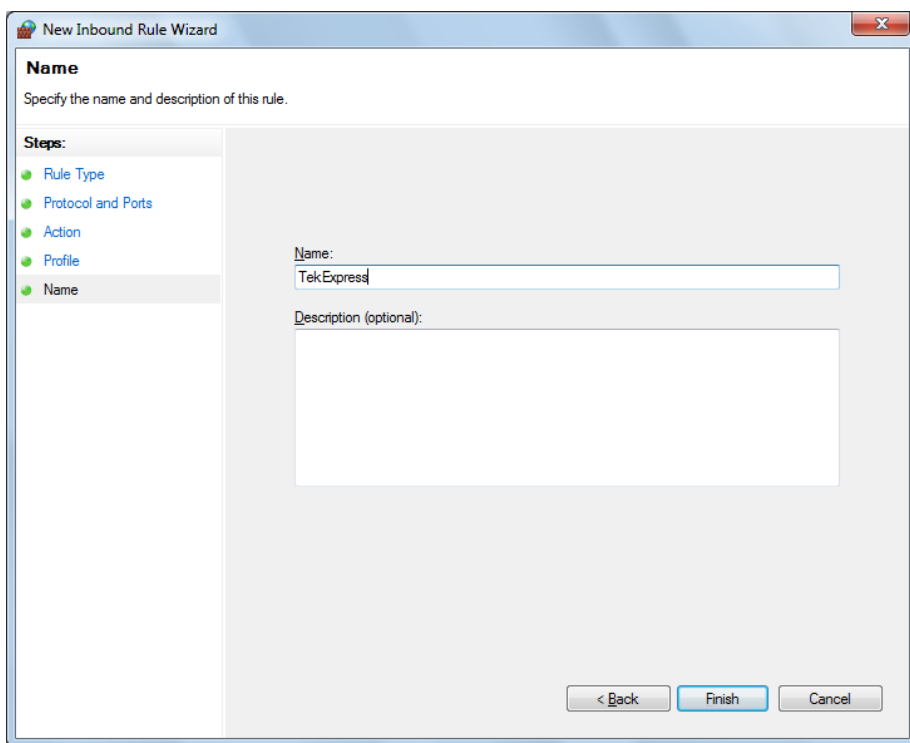 New Inbound Rule Wizard
Name
Specify the name and description of this rule.
Steps:
Rule Type
Protocol and Ports
Action
Profile
Name
Name:
TekExpress
Description (optional):
< Back
Finish
Cancel